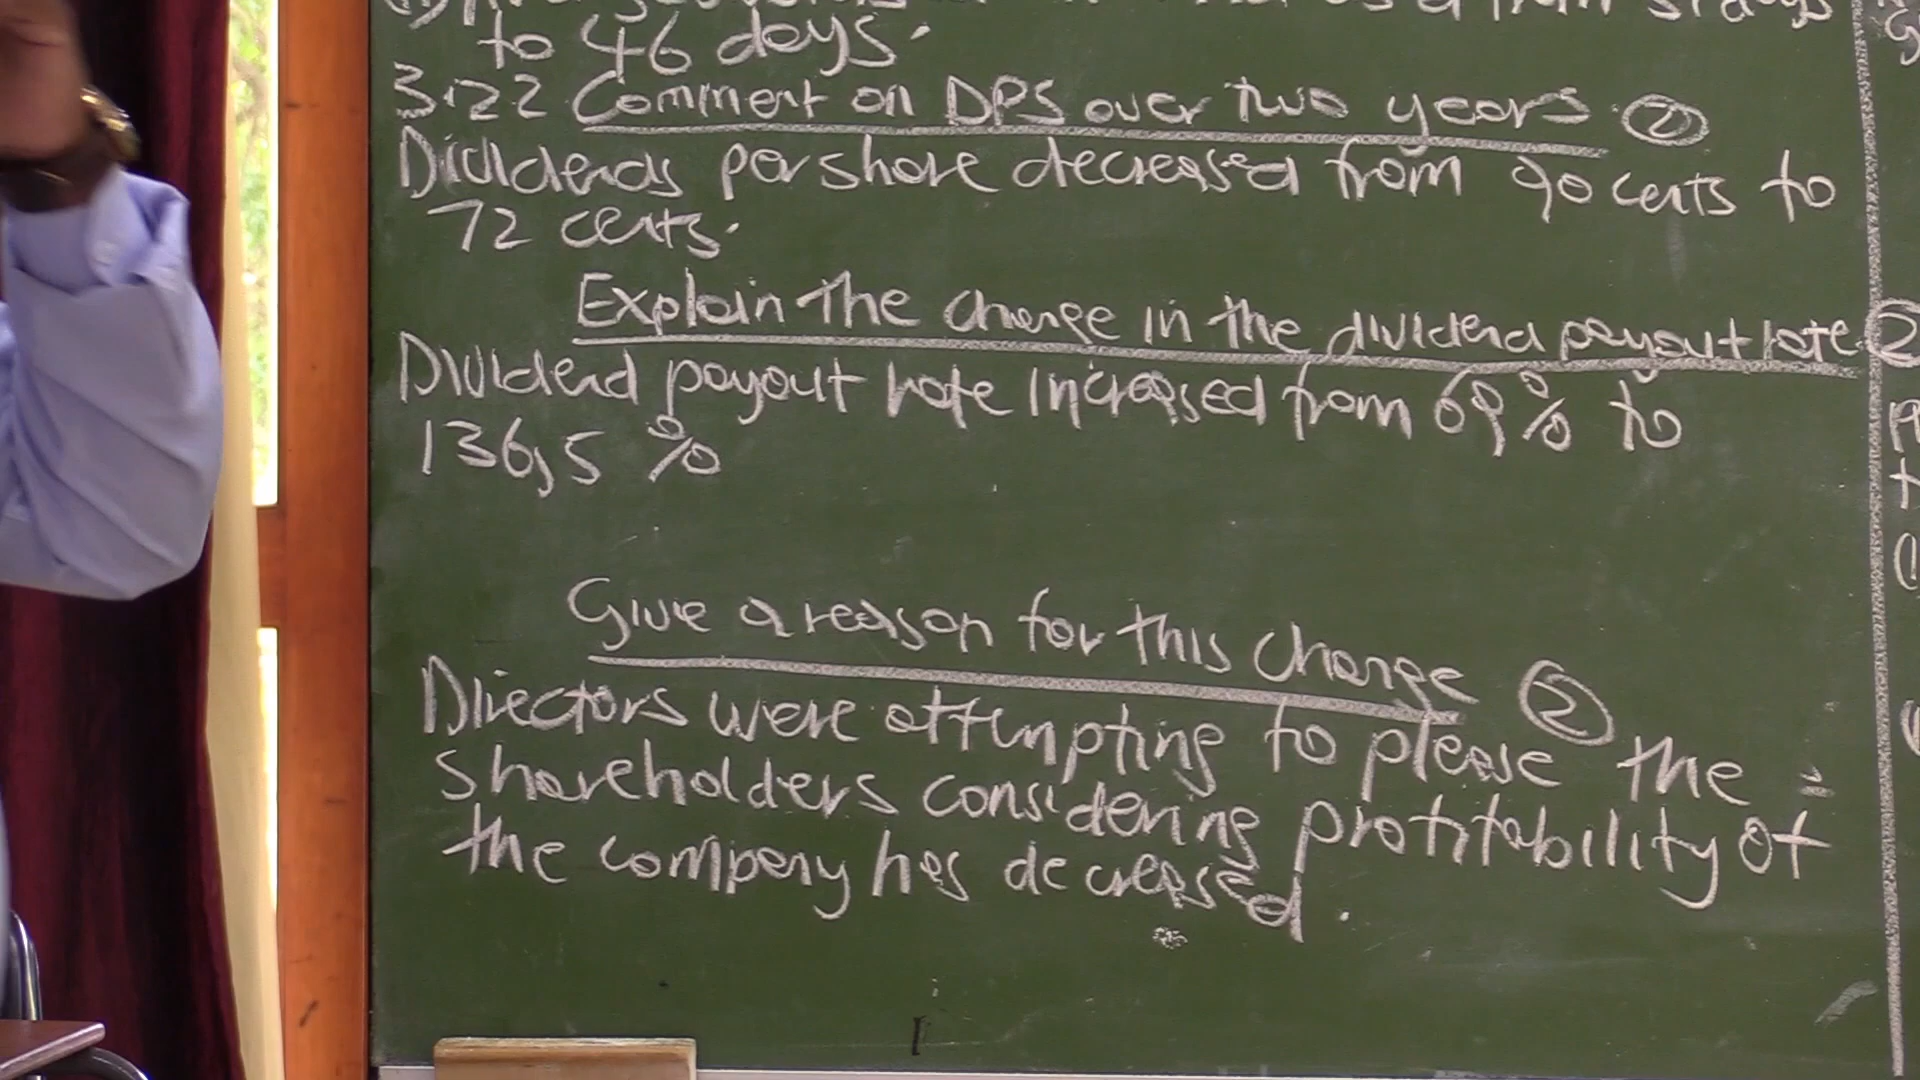 to 46 days.
3.22 Comment on DPS over two years (2)
Dividends per share decreased from 90 cents to
72 cents.
Explain the change in the dividend payout rate (2)
Dividend payout rate increased from 69% to
136,5 %
Give a reason for this change (2)
Directors were attempting to please the
shareholders considering profitability of
the company has decreased.